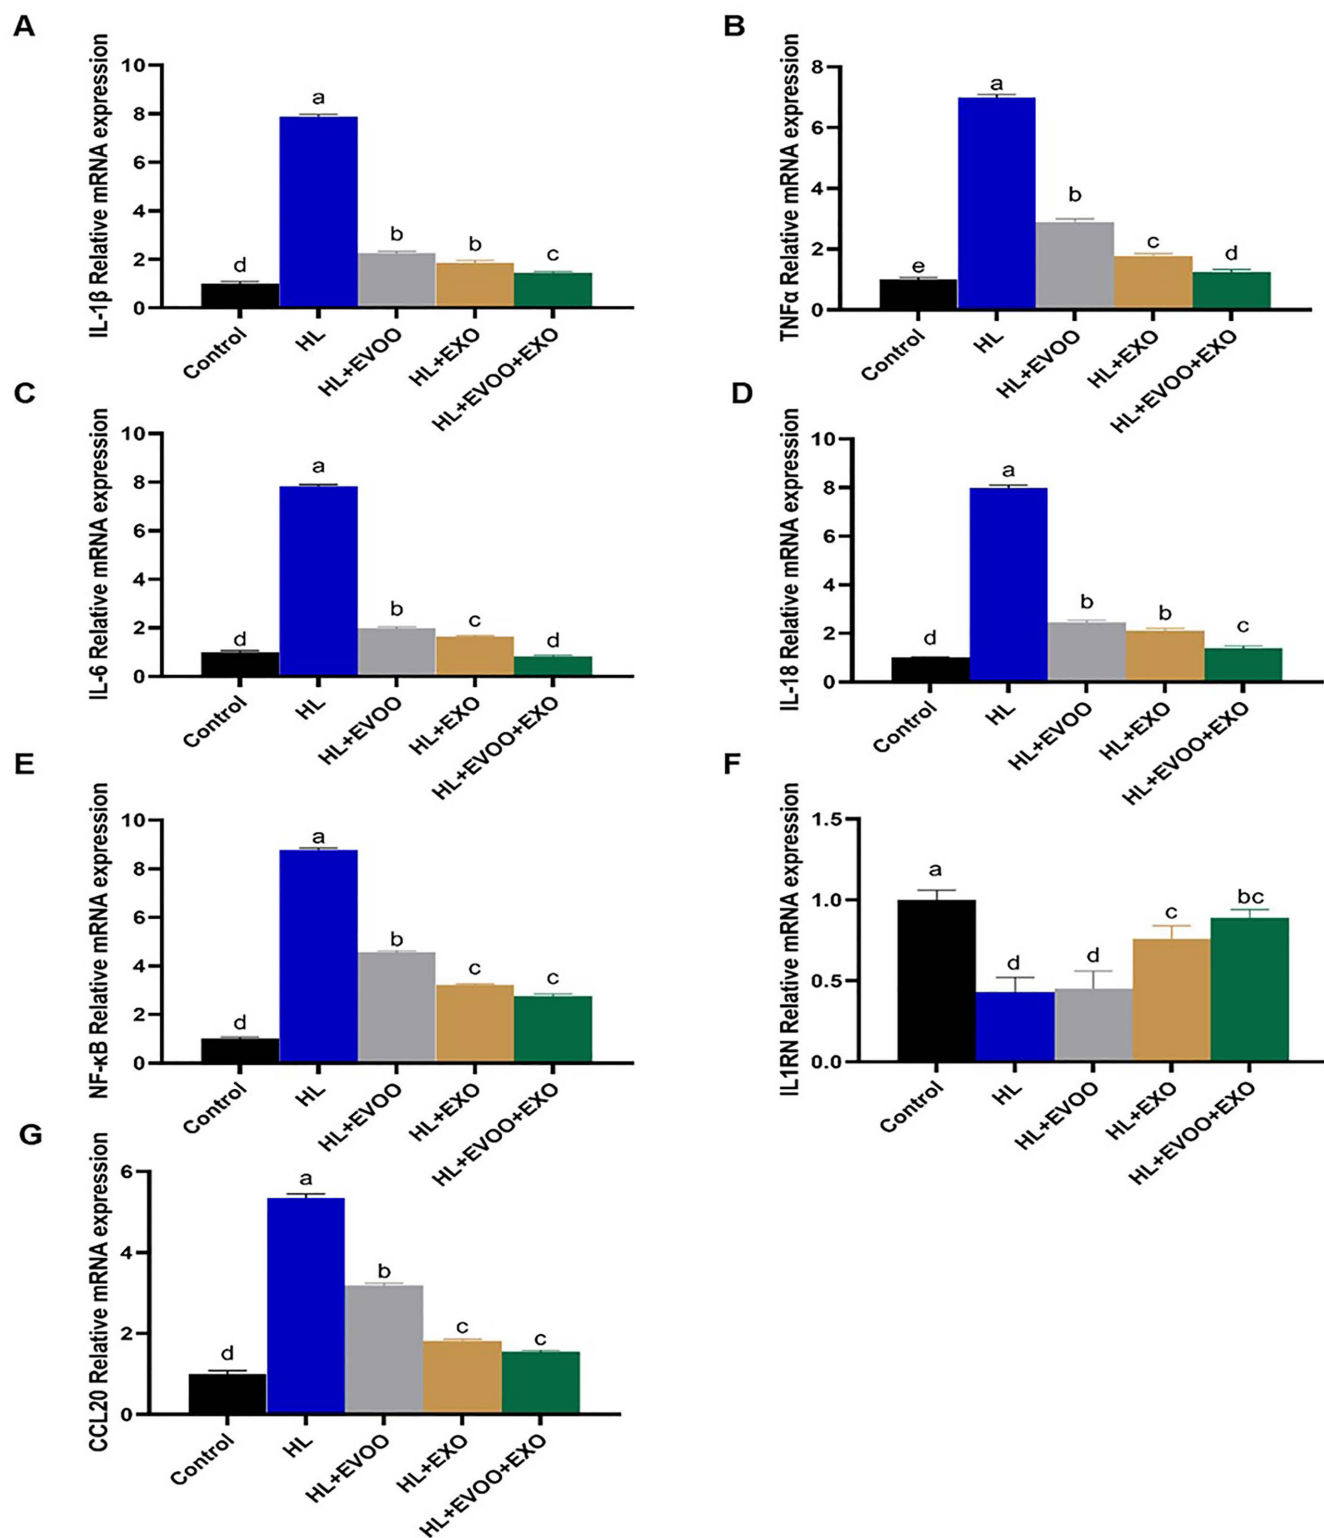 A
IL-1β Relative mRNA expression
10
8
6
4
2
0
d
a
b
b
c
Control
HL
HL+EVOO
HL+EXO
HL+EVOO+EXO
B
TNFα Relative mRNA expression
8
6
4
2
0
e
a
b
c
d
Control
HL
HL+EVOO
HL+EXO
HL+EVOO+EXO
C
IL-6 Relative mRNA expression
10
8
6
4
2
0
d
a
b
c
d
Control
HL
HL+EVOO
HL+EXO
HL+EVOO+EXO
D
IL-18 Relative mRNA expression
10
8
6
4
2
0
d
a
b
b
c
Control
HL
HL+EVOO
HL+EXO
HL+EVOO+EXO
E
NF-κB Relative mRNA expression
10
8
6
4
2
0
d
a
b
c
c
Control
HL
HL+EVOO
HL+EXO
HL+EVOO+EXO
F
IL1RN Relative mRNA expression
1.5
1.0
0.5
0.0
a
d
d
c
bc
Control
HL
HL+EVOO
HL+EXO
HL+EVOO+EXO
G
CCL20 Relative mRNA expression
6
4
2
0
d
a
b
c
c
Control
HL
HL+EVOO
HL+EXO
HL+EVOO+EXO